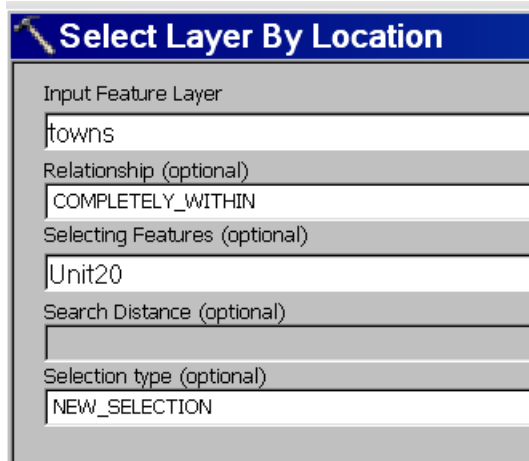 Select Layer By Location
Input Feature Layer
towns
Relationship (optional)
COMPLETELY_WITHIN
Selecting Features (optional)
Unit20
Search Distance (optional)
Selection type (optional)
NEW_SELECTION